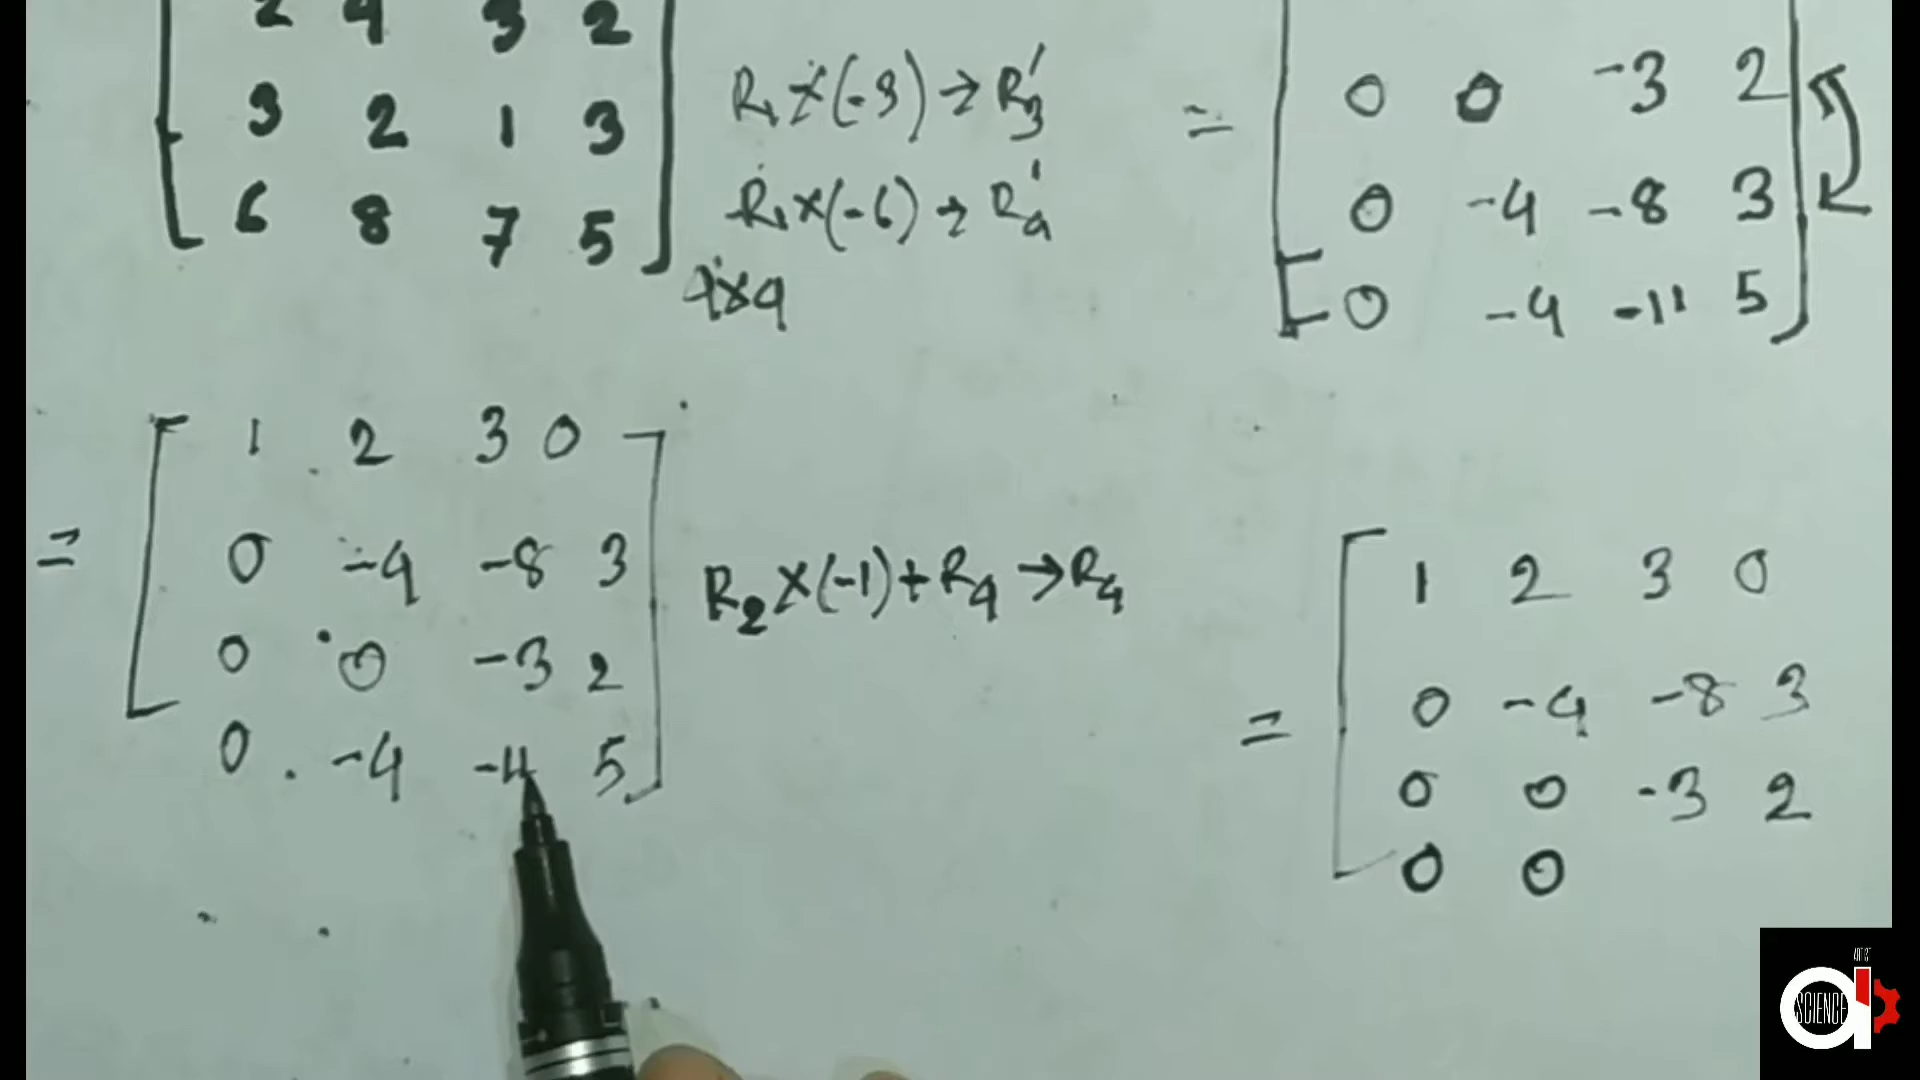 2 4 3 2
3 2 1 3
6 8 7 5
4×4
R₁×(-3)→R₃'
R₁×(-6)→R₄'
=
0 0 -3 2
0 -4 -8 3
0 -4 -11 5
=
1 2 3 0
0 -4 -8 3
0 0 -3 2
0 -4 -11 5
R₂×(-1)+R₄→R₄
=
1 2 3 0
0 -4 -8 3
0 0 -3 2
0 0
SCIENCE